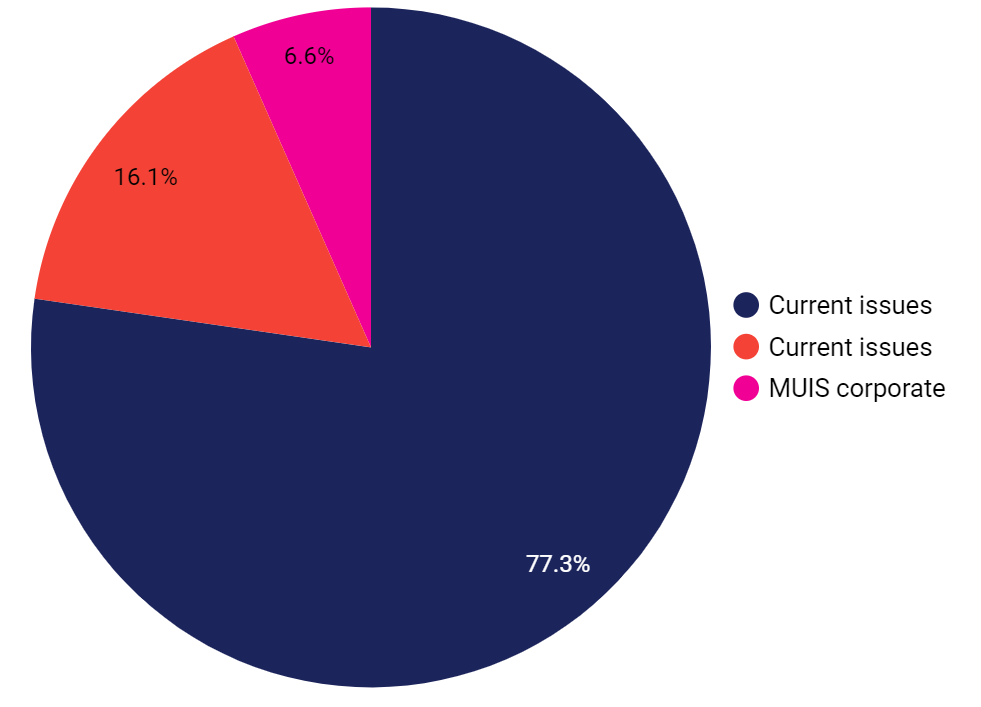 6.6%
16.1%
77.3%
Current issues
Current issues
MUIS corporate